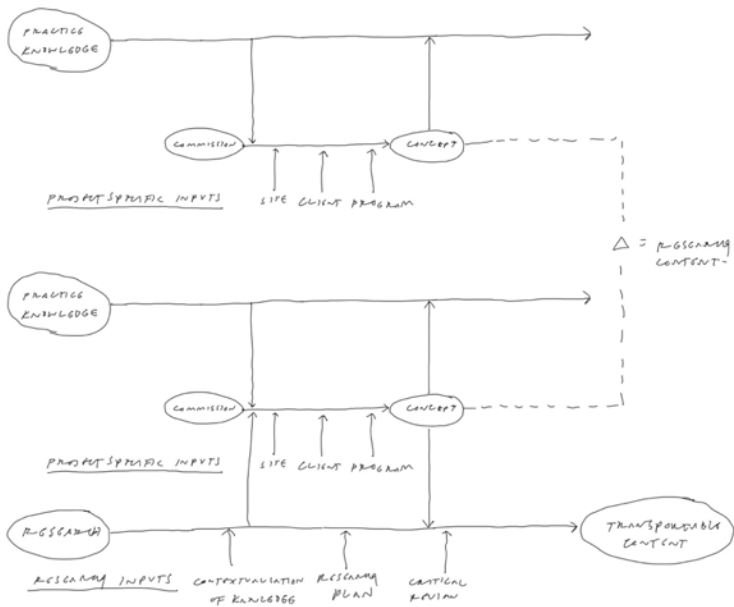 PRACTICE
KNOWLEDGE
COMMISSION
CONCEPT
PROJECT SPECIFIC INPUTS
SITE CLIENT PROGRAM
△ = RESEARCH
CONTENT-
PRACTICE
KNOWLEDGE
COMMISSION
CONCEPT
PROJECT SPECIFIC INPUTS
SITE CLIENT PROGRAM
RESEARCH
TRANSPORTABLE
CONTENT
RESEARCH INPUTS
CONTEXTUALIZATION
OF KNOWLEDGE
RESEARCH
PLAN
CRITICAL
REVIEW